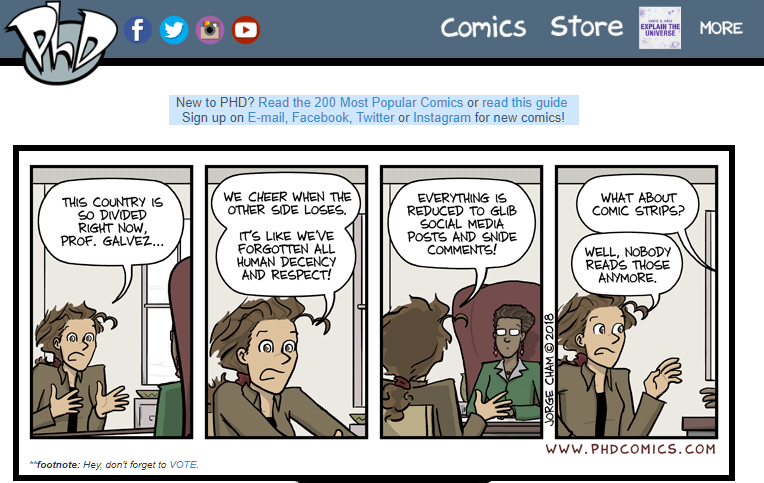 PhD
Comics
Store
EXPLAIN THE
UNIVERSE
MORE
New to PHD? Read the 200 Most Popular Comics or read this guide
Sign up on E-mail, Facebook, Twitter or Instagram for new comics!
THIS COUNTRY IS
SO DIVIDED
RIGHT NOW,
PROF. GALVEZ...
WE CHEER WHEN THE
OTHER SIDE LOSES.
IT'S LIKE WE'VE
FORGOTTEN ALL
HUMAN DECENCY
AND RESPECT!
EVERYTHING IS
REDUCED TO GLIB
SOCIAL MEDIA
POSTS AND SNIDE
COMMENTS!
WHAT ABOUT
COMIC STRIPS?
WELL, NOBODY
READS THOSE
ANYMORE.
JORGE CHAM © 2018
WWW.PHDCOMICS.COM
**footnote: Hey, don't forget to VOTE.